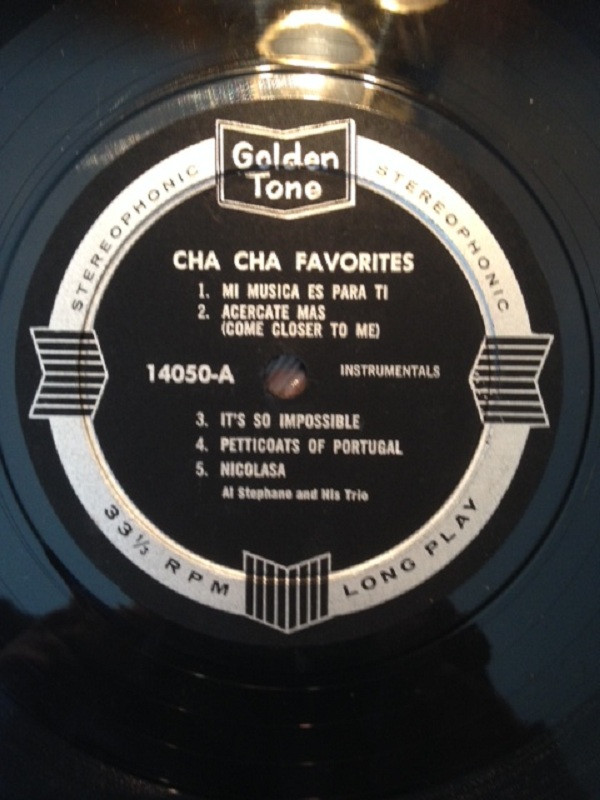 Golden
Tone
STEREOPHONIC
STEREOPHONIC
CHA CHA FAVORITES
1. MI MUSICA ES PARA TI
2. ACERCATE MAS
(COME CLOSER TO ME)
14050-A
INSTRUMENTALS
3. IT'S SO IMPOSSIBLE
4. PETTICOATS OF PORTUGAL
5. NICOLASA
Al Stephano and His Trio
33⅓ RPM
LONG PLAY